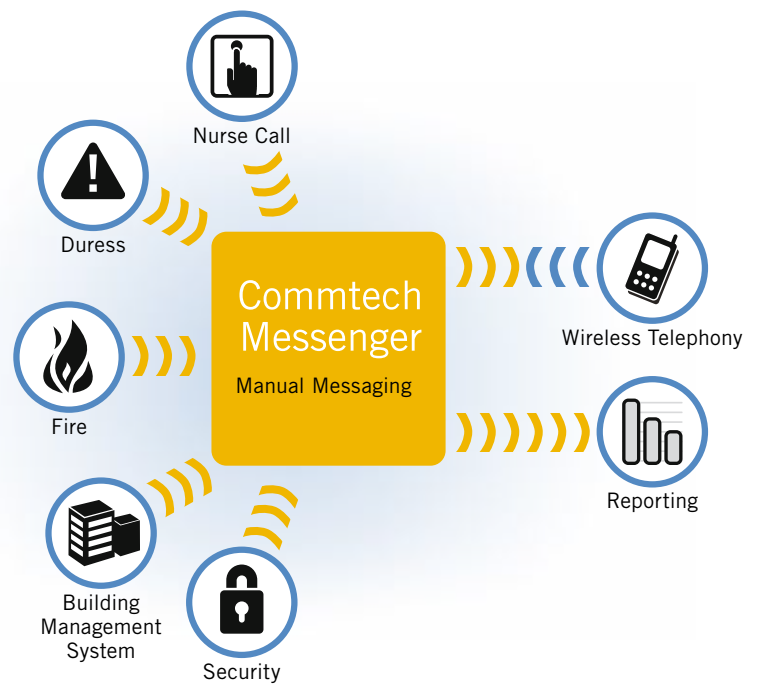 Nurse Call
Duress
Commtech
Messenger
Manual Messaging
Wireless Telephony
Fire
Reporting
Building
Management
System
Security